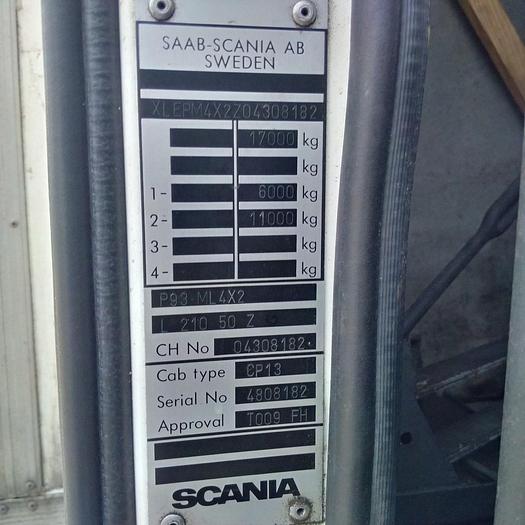 SAAB-SCANIA AB
SWEDEN
XLEPM4X2Z04308182
17000 kg
kg
1- 6000 kg
2- 11000 kg
3- kg
4- kg
P93-ML4X2
L 210 50 Z
CH No 04308182.
Cab type CP13
Serial No 4808182
Approval T009 FH
SCANIA